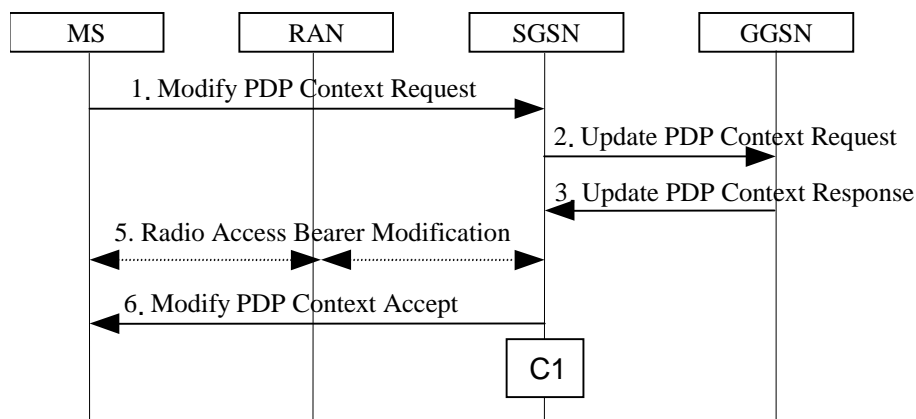 MS
RAN
SGSN
GGSN
1. Modify PDP Context Request
2. Update PDP Context Request
3. Update PDP Context Response
5. Radio Access Bearer Modification
6. Modify PDP Context Accept
C1